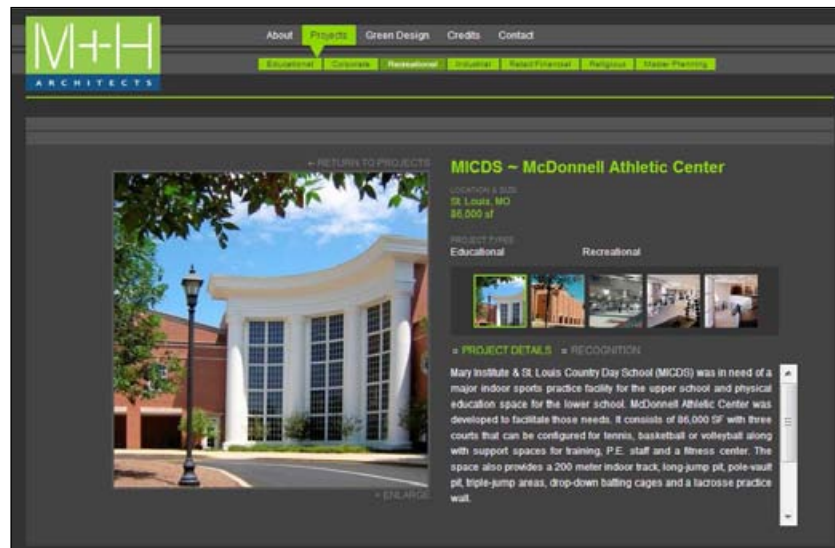 M+H
ARCHITECTS
About Projects Green Design Credits Contact
Educational Corporate Recreational Industrial Retail/Financial Religious Master Planning
RETURN TO PROJECTS
MICDS ~ McDonnell Athletic Center
LOCATION & SIZE
St. Louis, MO
86,000 sf
PROJECT TYPES
Educational Recreational
PROJECT DETAILS RECOGNITION
Mary Institute & St. Louis Country Day School (MICDS) was in need of a
major indoor sports practice facility for the upper school and physical
education space for the lower school. McDonnell Athletic Center was
developed to facilitate those needs. It consists of 86,000 SF with three
courts that can be configured for tennis, basketball or volleyball along
with support spaces for training, P.E. staff and a fitness center. The
space also provides a 200 meter indoor track, long-jump pit, pole-vault
pit, triple-jump areas, drop-down batting cages and a lacrosse practice
wall.
+ ENLARGE